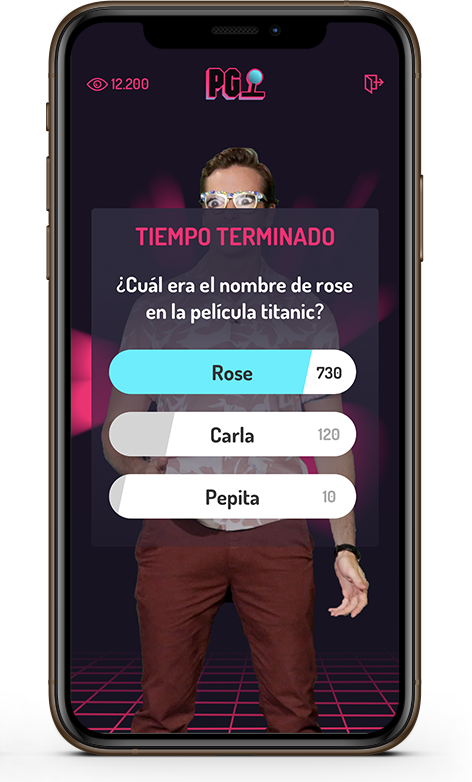 12.200
PG
TIEMPO TERMINADO
¿Cuál era el nombre de rose
en la película titanic?
Rose 730
Carla 120
Pepita 10